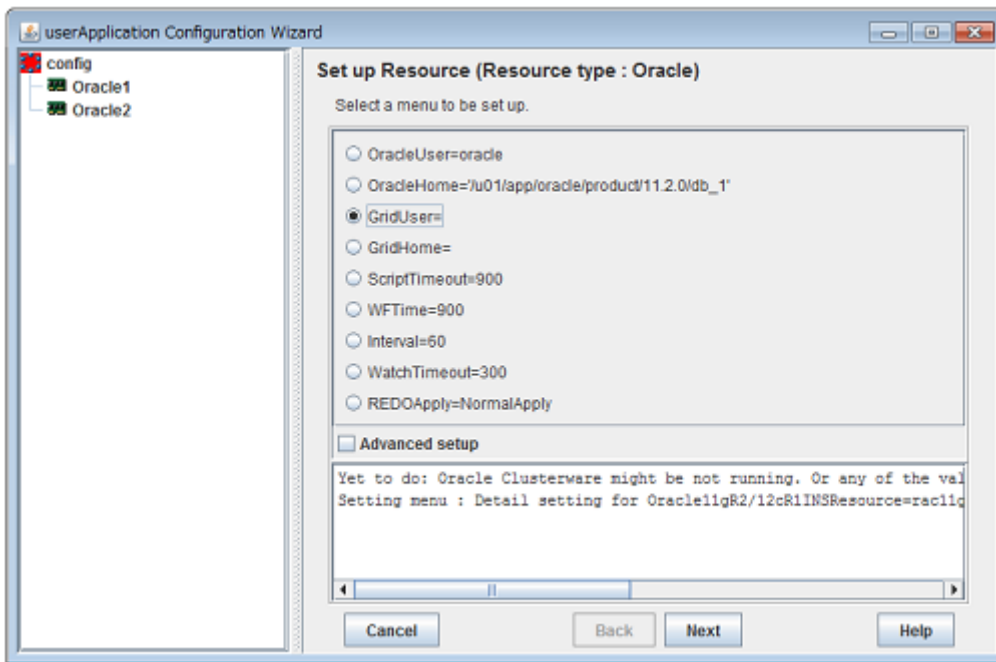 userApplication Configuration Wizard
config
Oracle1
Oracle2
Set up Resource (Resource type : Oracle)
Select a menu to be set up.
OracleUser=oracle
OracleHome='/u01/app/oracle/product/11.2.0/db_1'
GridUser=
GridHome=
ScriptTimeout=900
WFTime=900
Interval=60
WatchTimeout=300
REDOApply=NormalApply
Advanced setup
Yet to do: Oracle Clusterware might be not running. Or any of the val
Setting menu : Detail setting for Oracle11gR2/12cR1INSResource=rac11g
Cancel Back Next Help